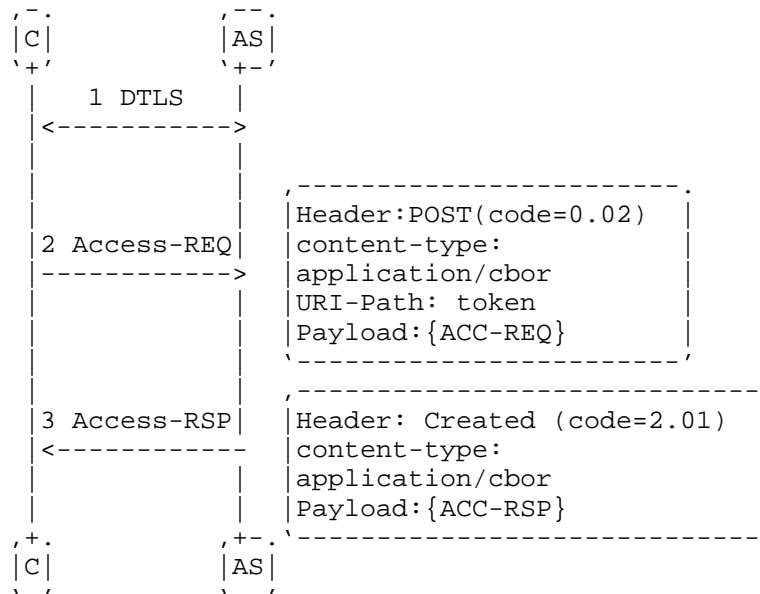 C AS
1 DTLS
Header:POST(code=0.02)
2 Access-REQ content-type:
application/cbor
URI-Path: token
Payload:{ACC-REQ}
3 Access-RSP Header: Created (code=2.01)
content-type:
application/cbor
Payload:{ACC-RSP}
C AS